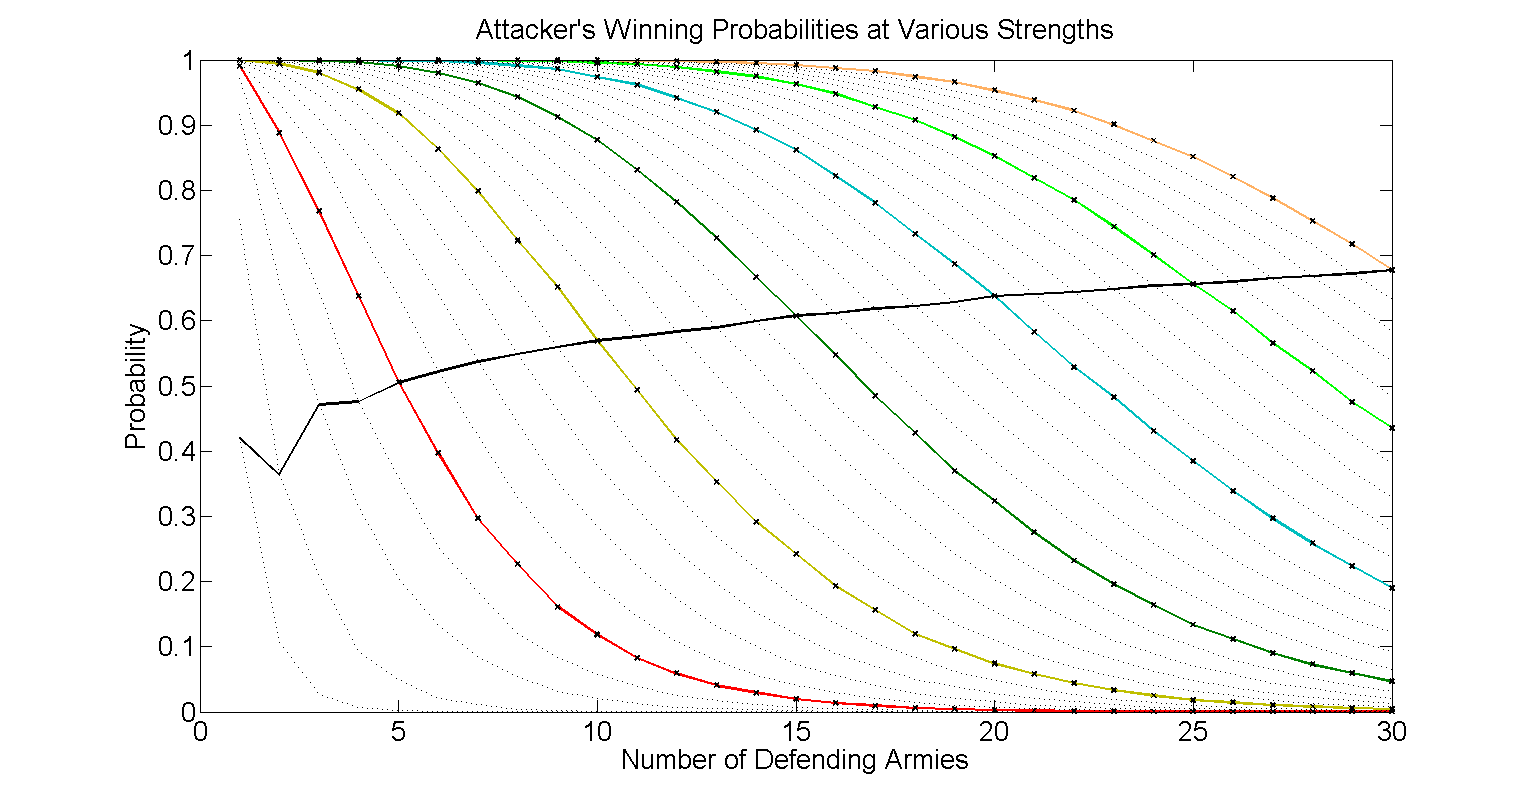 Attacker's Winning Probabilities at Various Strengths
1
0.9
0.8
0.7
0.6
0.5
0.4
0.3
0.2
0.1
0
Probability
0 5 10 15 20 25 30
Number of Defending Armies